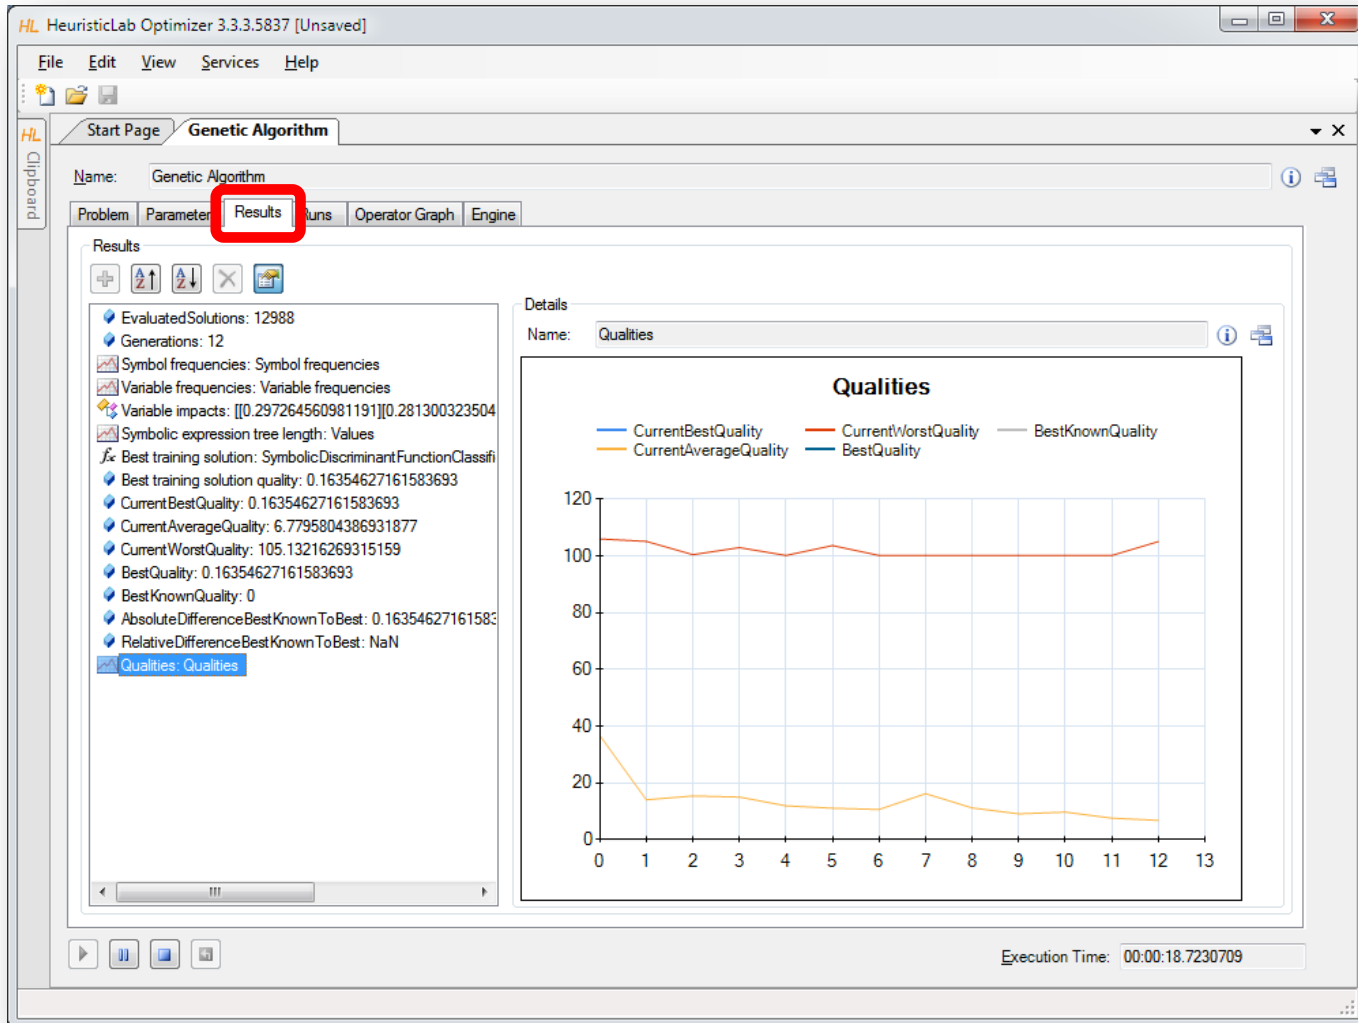 HL HeuristicLab Optimizer 3.3.3.5837 [Unsaved]
File Edit View Services Help
HL Clipboard
Start Page Genetic Algorithm
Name: Genetic Algorithm
Problem Parameter Results Runs Operator Graph Engine
Results
EvaluatedSolutions: 12988
Generations: 12
Symbol frequencies: Symbol frequencies
Variable frequencies: Variable frequencies
Variable impacts: [[0.297264560981191][0.281300323504
Symbolic expression tree length: Values
Best training solution: SymbolicDiscriminantFunctionClassifi
Best training solution quality: 0.16354627161583693
CurrentBestQuality: 0.16354627161583693
CurrentAverageQuality: 6.7795804386931877
CurrentWorstQuality: 105.13216269315159
BestQuality: 0.16354627161583693
BestKnownQuality: 0
AbsoluteDifferenceBestKnownToBest: 0.1635462716158
RelativeDifferenceBestKnownToBest: NaN
Qualities: Qualities
Details
Name: Qualities
Qualities
CurrentBestQuality CurrentWorstQuality BestKnownQuality
CurrentAverageQuality BestQuality
120
100
80
60
40
20
0
0 1 2 3 4 5 6 7 8 9 10 11 12 13
Execution Time: 00:00:18.7230709